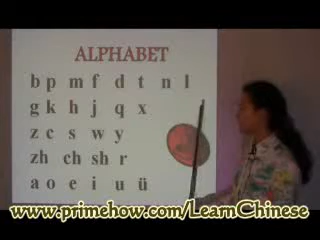 ALPHABET
b p m f d t n l
g k h j q x
z c s w y
zh ch sh r
a o e i u ü
www.primehow.com/LearnChinese